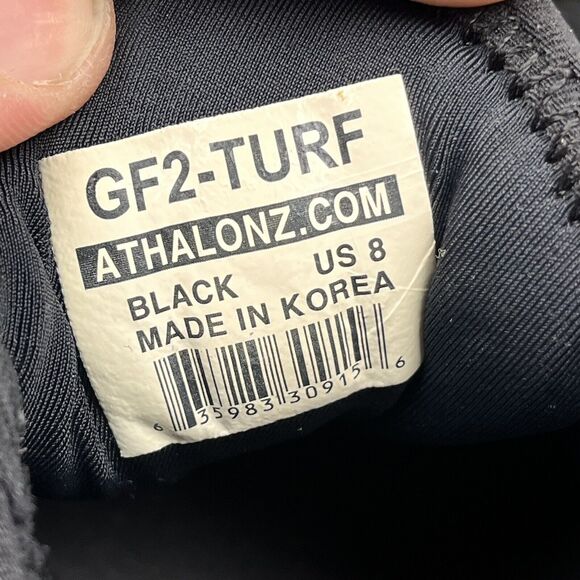 GF2-TURF
ATHALONZ.COM
BLACK US 8
MADE IN KOREA
6 35983 30915 6